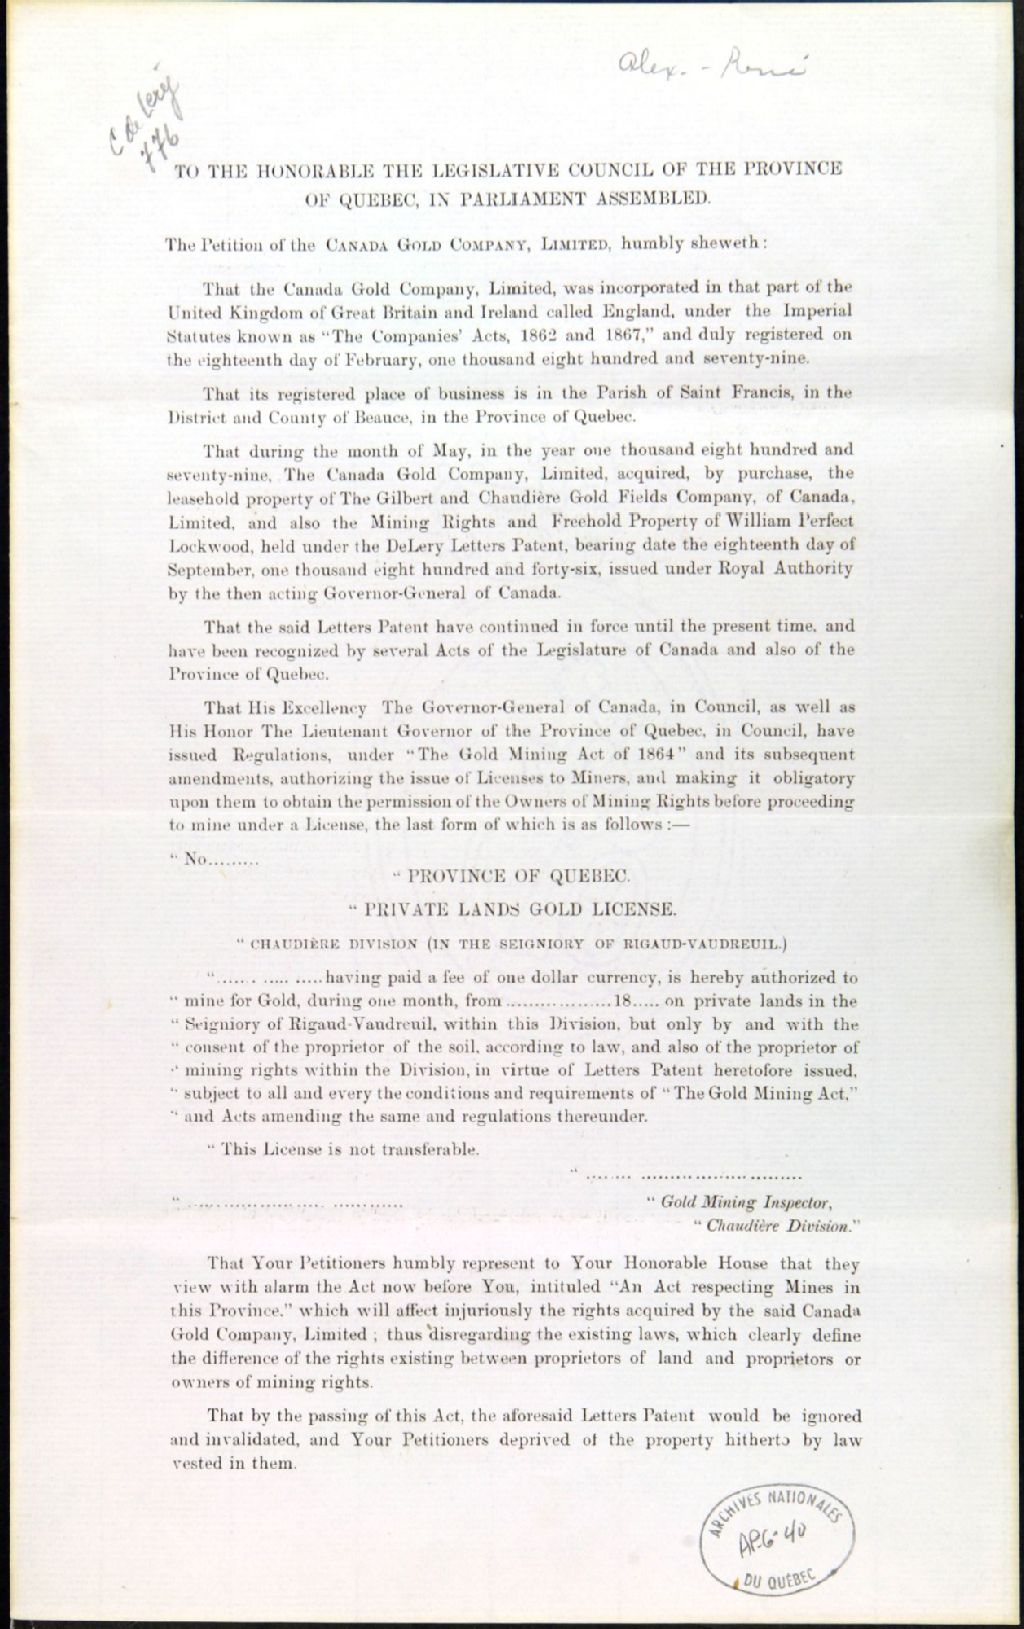 Alex. - René
C de Lery
776
TO THE HONORABLE THE LEGISLATIVE COUNCIL OF THE PROVINCE
OF QUEBEC, IN PARLIAMENT ASSEMBLED.
The Petition of the CANADA GOLD COMPANY, LIMITED, humbly sheweth:
That the Canada Gold Company, Limited, was incorporated in that part of the
United Kingdom of Great Britain and Ireland called England, under the Imperial
Statutes known as "The Companies' Acts, 1862 and 1867," and duly registered on
the eighteenth day of February, one thousand eight hundred and seventy-nine.
That its registered place of business is in the Parish of Saint Francis, in the
District and County of Beauce, in the Province of Quebec.
That during the month of May, in the year one thousand eight hundred and
seventy-nine, The Canada Gold Company, Limited, acquired, by purchase, the
leasehold property of The Gilbert and Chaudière Gold Fields Company, of Canada,
Limited, and also the Mining Rights and Freehold Property of William Perfect
Lockwood, held under the DeLery Letters Patent, bearing date the eighteenth day of
September, one thousand eight hundred and forty-six, issued under Royal Authority
by the then acting Governor-General of Canada.
That the said Letters Patent have continued in force until the present time, and
have been recognized by several Acts of the Legislature of Canada and also of the
Province of Quebec.
That His Excellency The Governor-General of Canada, in Council, as well as
His Honor The Lieutenant Governor of the Province of Quebec, in Council, have
issued Regulations, under "The Gold Mining Act of 1864" and its subsequent
amendments, authorizing the issue of Licenses to Miners, and making it obligatory
upon them to obtain the permission of the Owners of Mining Rights before proceeding
to mine under a License, the last form of which is as follows:—
" No.........
" PROVINCE OF QUEBEC.
" PRIVATE LANDS GOLD LICENSE.
" CHAUDIÈRE DIVISION (IN THE SEIGNIORY OF RIGAUD-VAUDREUIL.)
"....... ..... .....having paid a fee of one dollar currency, is hereby authorized to
" mine for Gold, during one month, from ...................18..... on private lands in the
" Seigniory of Rigaud-Vaudreuil, within this Division, but only by and with the
" consent of the proprietor of the soil, according to law, and also of the proprietor of
" mining rights within the Division, in virtue of Letters Patent heretofore issued,
" subject to all and every the conditions and requirements of "The Gold Mining Act,"
" and Acts amending the same and regulations thereunder.
" This License is not transferable.
" ........ ............................
" ........................ ............
" Gold Mining Inspector,
" Chaudière Division."
That Your Petitioners humbly represent to Your Honorable House that they
view with alarm the Act now before You, intituled "An Act respecting Mines in
this Province," which will affect injuriously the rights acquired by the said Canada
Gold Company, Limited; thus disregarding the existing laws, which clearly define
the difference of the rights existing between proprietors of land and proprietors or
owners of mining rights.
That by the passing of this Act, the aforesaid Letters Patent would be ignored
and invalidated, and Your Petitioners deprived of the property hitherto by law
vested in them.
ARCHIVES NATIONALES
AP-G-40
DU QUÉBEC